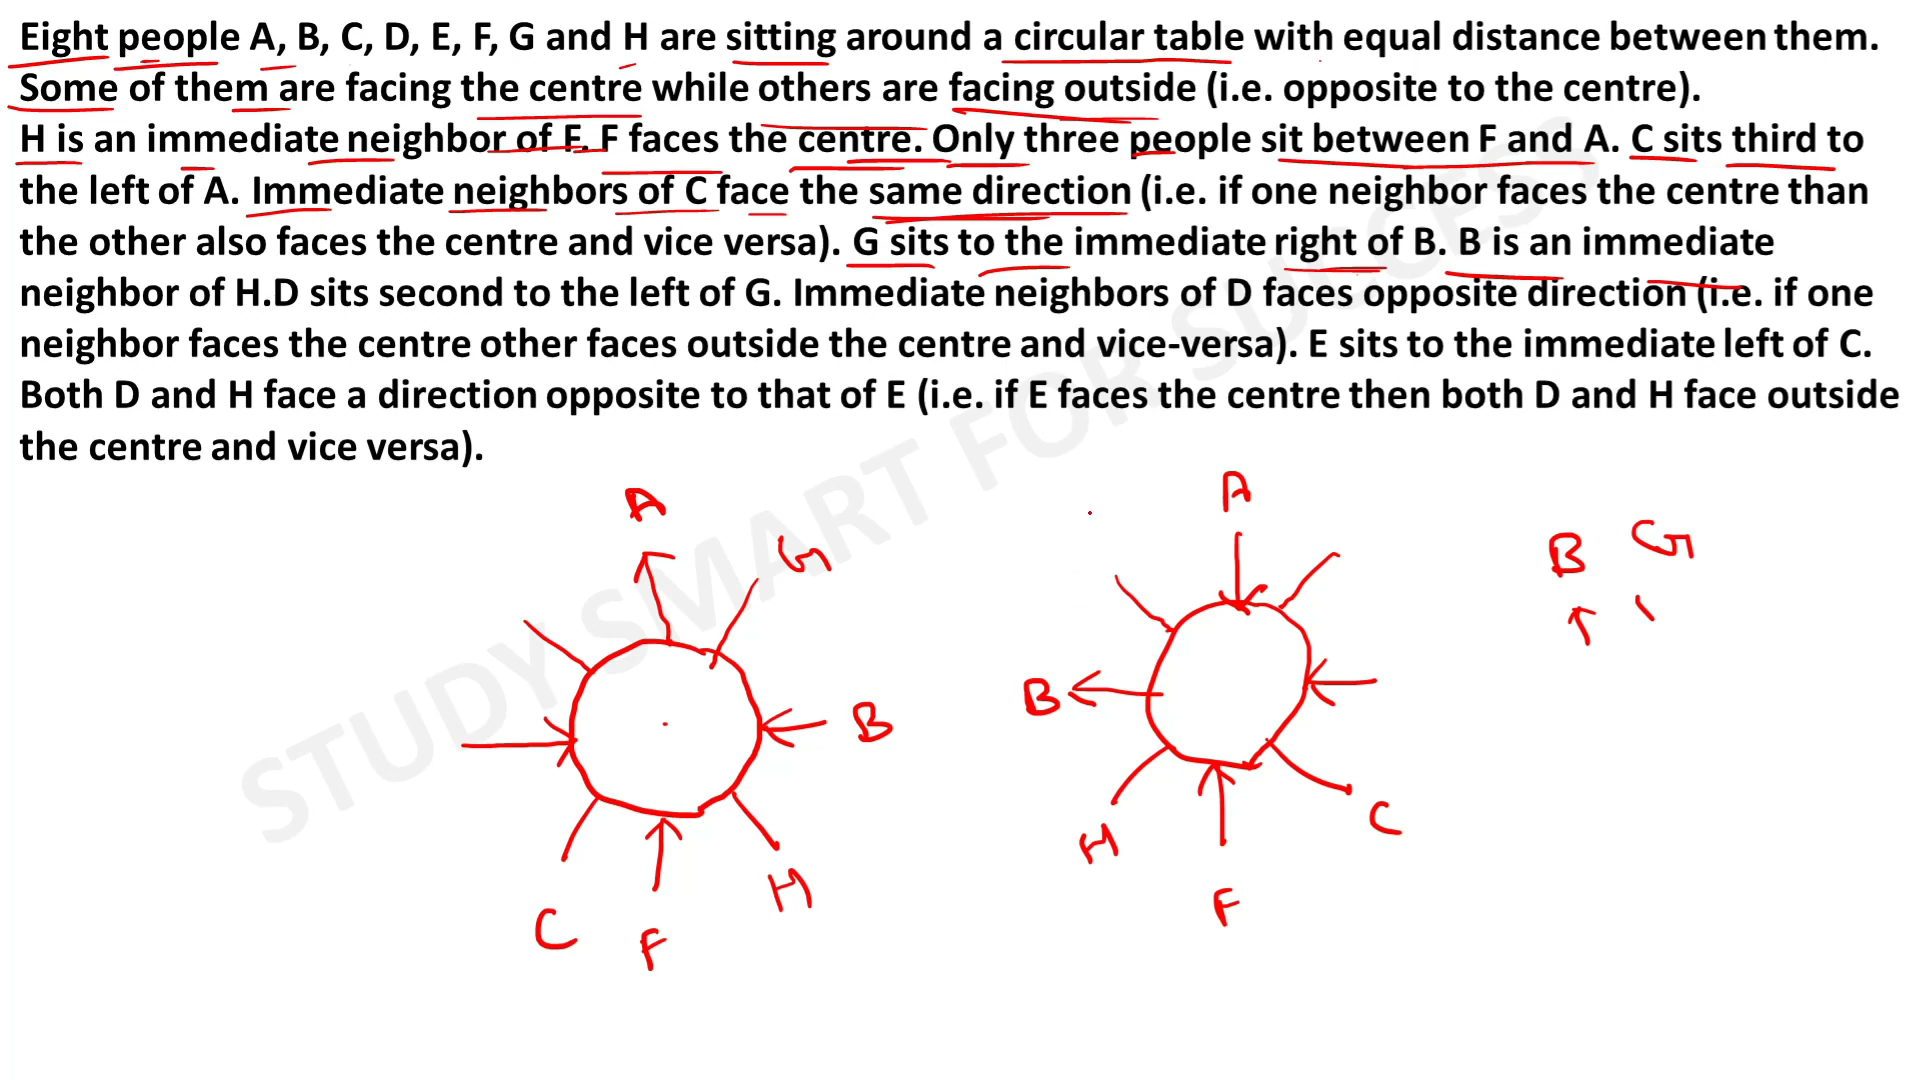 Eight people A, B, C, D, E, F, G and H are sitting around a circular table with equal distance between them.
Some of them are facing the centre while others are facing outside (i.e. opposite to the centre).
H is an immediate neighbor of F. F faces the centre. Only three people sit between F and A. C sits third to
the left of A. Immediate neighbors of C face the same direction (i.e. if one neighbor faces the centre than
the other also faces the centre and vice versa). G sits to the immediate right of B. B is an immediate
neighbor of H.D sits second to the left of G. Immediate neighbors of D faces opposite direction (i.e. if one
neighbor faces the centre other faces outside the centre and vice-versa). E sits to the immediate left of C.
Both D and H face a direction opposite to that of E (i.e. if E faces the centre then both D and H face outside
the centre and vice versa).
STUDY SMART FOR SUCCESS
A
G
B
H
F
C
A
B
H
F
C
B G